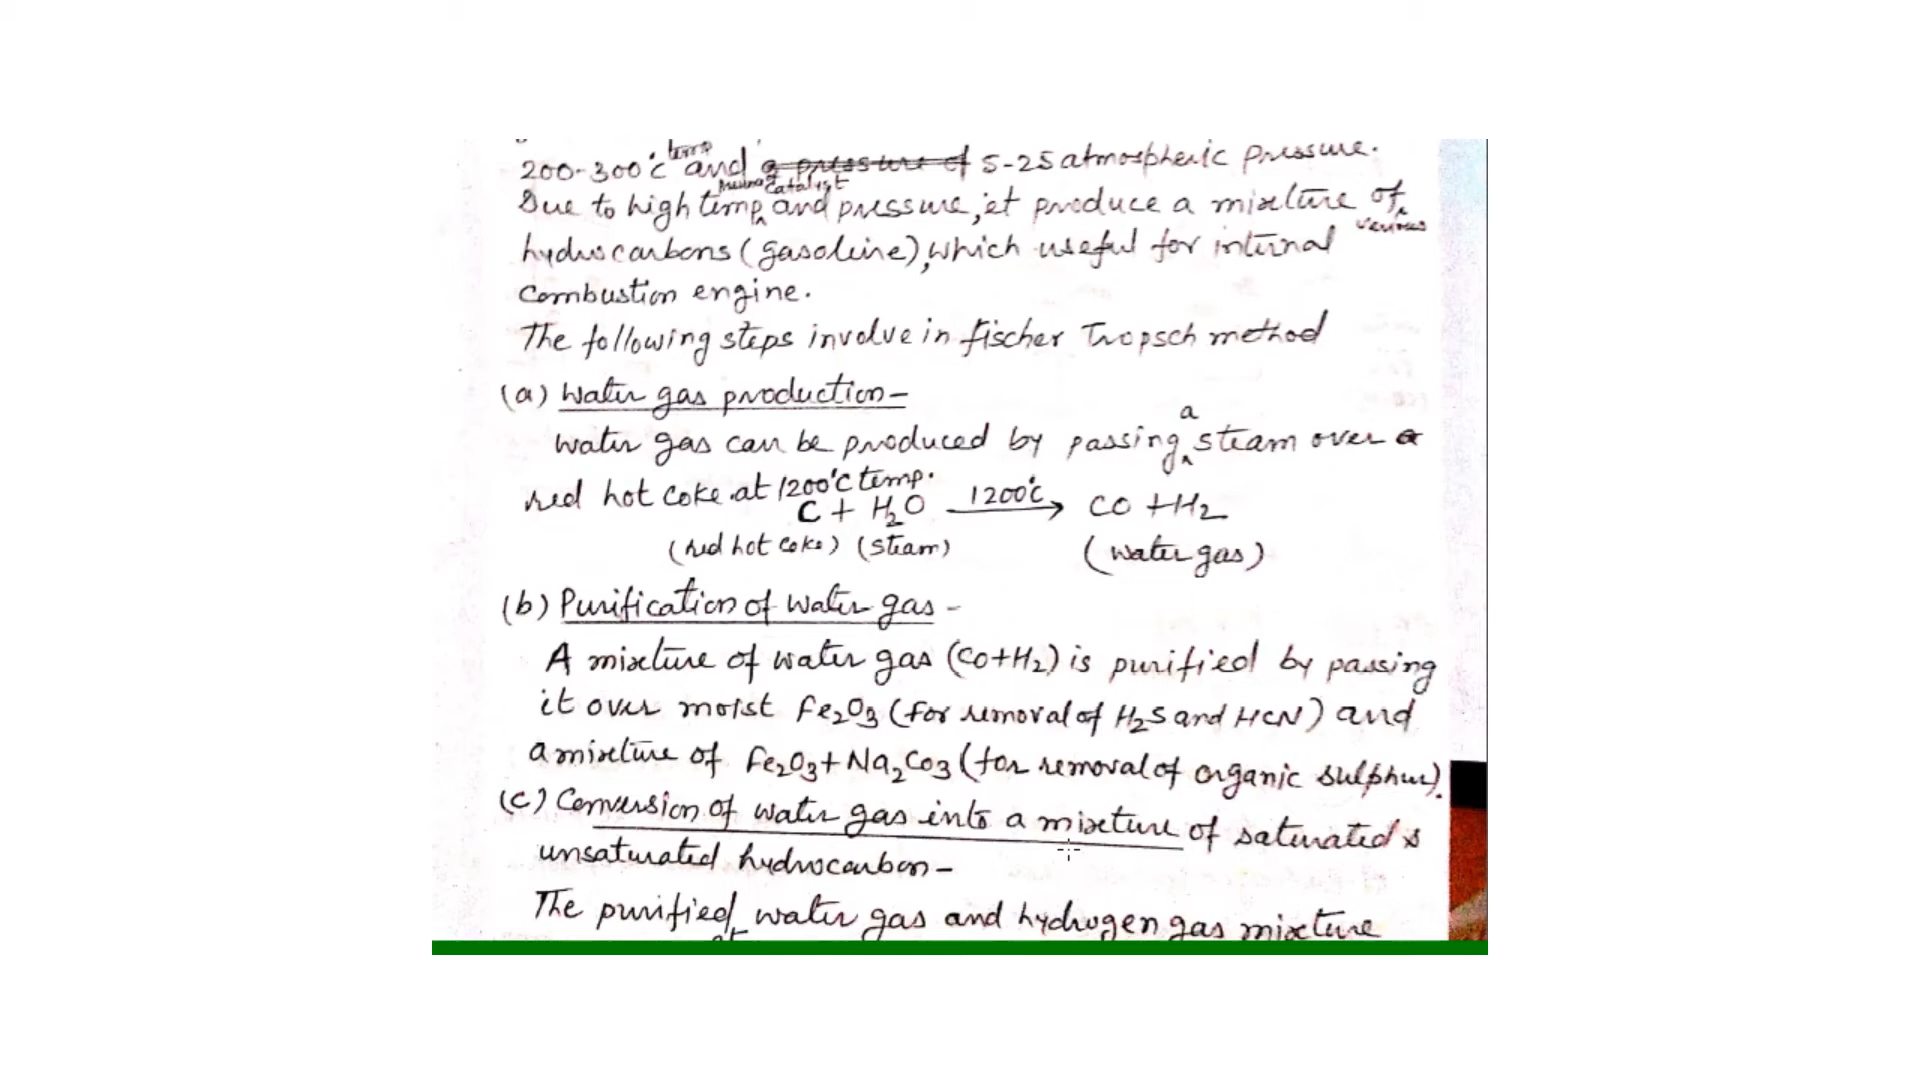 200-300°C temp and a pressure of 5-25 atmospheric pressure.
Due to high temp and catalyst pressure, it produce a mixture of various
hydrocarbons (gasoline), which useful for internal
combustion engine.
The following steps involve in fischer Tropsch method
(a) Water gas production-
water gas can be produced by passing a steam over a
red hot coke at 1200°C temp.
C + H2O 1200°C → CO + H2
(red hot coke) (steam) (water gas)
(b) Purification of water gas -
A mixture of water gas (CO+H2) is purified by passing
it over moist Fe2O3 (for removal of H2S and HCN) and
a mixture of Fe2O3 + Na2CO3 (for removal of organic sulphur).
(c) Conversion of water gas into a mixture of saturated &
unsaturated hydrocarbon-
The purified water gas and hydrogen gas mixture